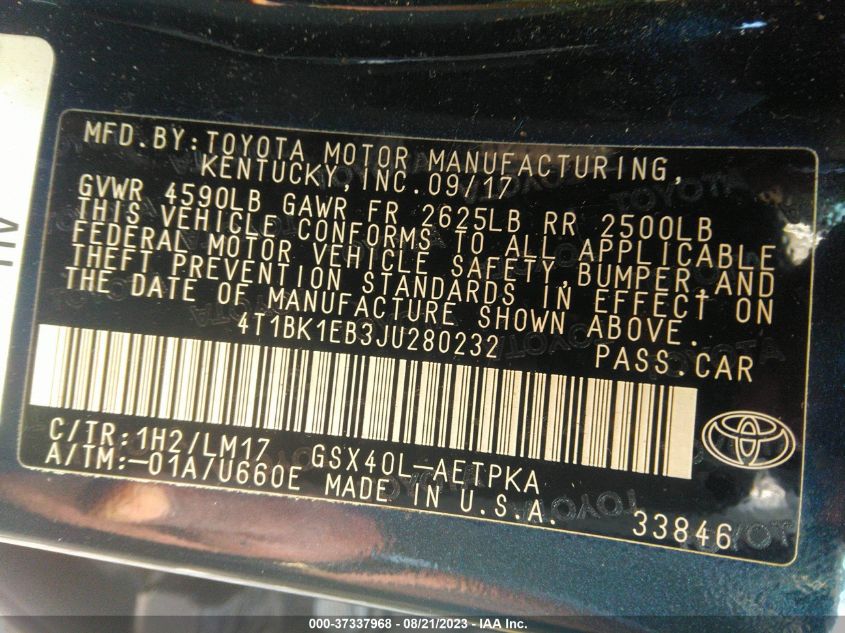 MFD.BY:TOYOTA MOTOR MANUFACTURING,
KENTUCKY,INC.09/17
GVWR 4590LB GAWR FR 2625LB RR 2500LB
THIS VEHICLE CONFORMS TO ALL APPLICABLE
FEDERAL MOTOR VEHICLE SAFETY,BUMPER,AND
THEFT PREVENTION STANDARDS IN EFFECT ON
THE DATE OF MANUFACTURE SHOWN ABOVE.
4T1BK1EB3JU280232 PASS.CAR
C/TR:1H2/LM17 GSX40L-AETPKA
A/TM:-01A/U660E MADE IN U.S.A. 33846
000-37337968 - 08/21/2023 - USED TO IDENTIFY